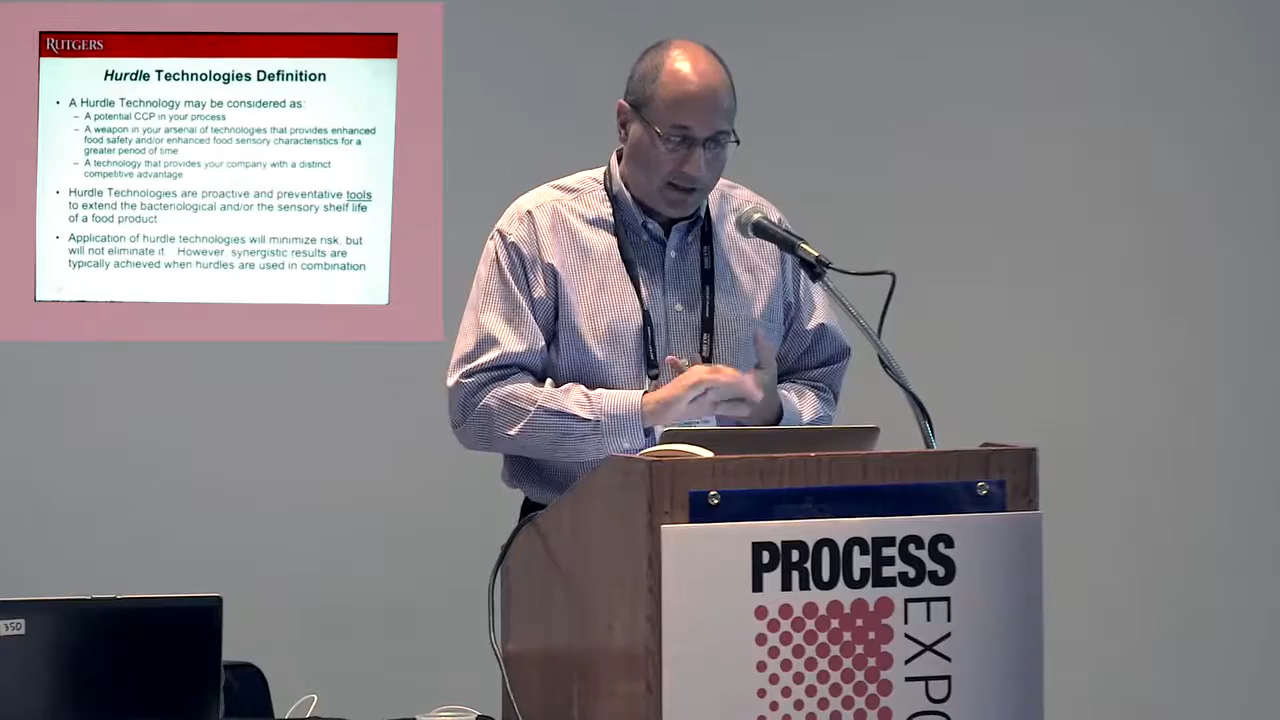 RUTGERS
Hurdle Technologies Definition
• A Hurdle Technology may be considered as:
– A potential CCP in your process
– A weapon in your arsenal of technologies that provides enhanced
food safety and/or enhanced food sensory characteristics for a
greater period of time
– A technology that provides your company with a distinct
competitive advantage
• Hurdle Technologies are proactive and preventative tools
to extend the bacteriological and/or the sensory shelf life
of a food product
• Application of hurdle technologies will minimize risk, but
will not eliminate it. However, synergistic results are
typically achieved when hurdles are used in combination
350
PROCESS
EXPO